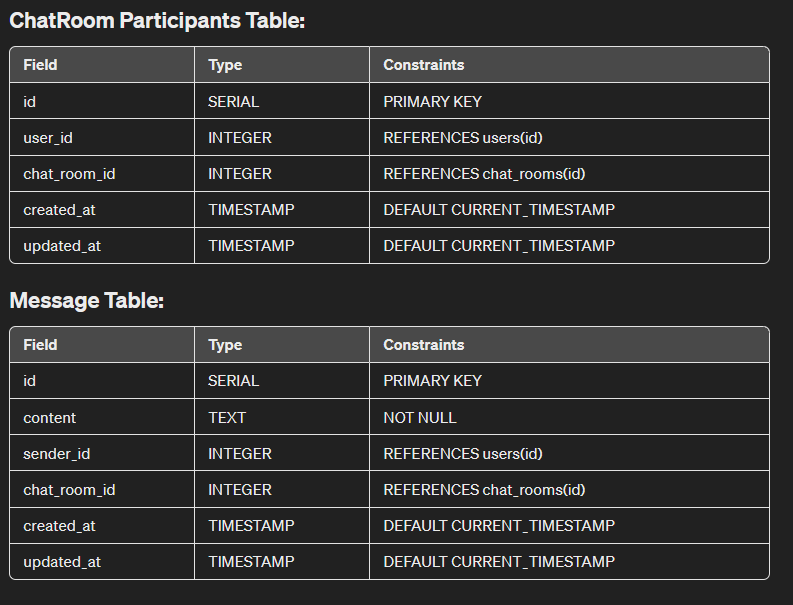 ChatRoom Participants Table:
Field Type Constraints
id SERIAL PRIMARY KEY
user_id INTEGER REFERENCES users(id)
chat_room_id INTEGER REFERENCES chat_rooms(id)
created_at TIMESTAMP DEFAULT CURRENT_TIMESTAMP
updated_at TIMESTAMP DEFAULT CURRENT_TIMESTAMP
Message Table:
Field Type Constraints
id SERIAL PRIMARY KEY
content TEXT NOT NULL
sender_id INTEGER REFERENCES users(id)
chat_room_id INTEGER REFERENCES chat_rooms(id)
created_at TIMESTAMP DEFAULT CURRENT_TIMESTAMP
updated_at TIMESTAMP DEFAULT CURRENT_TIMESTAMP